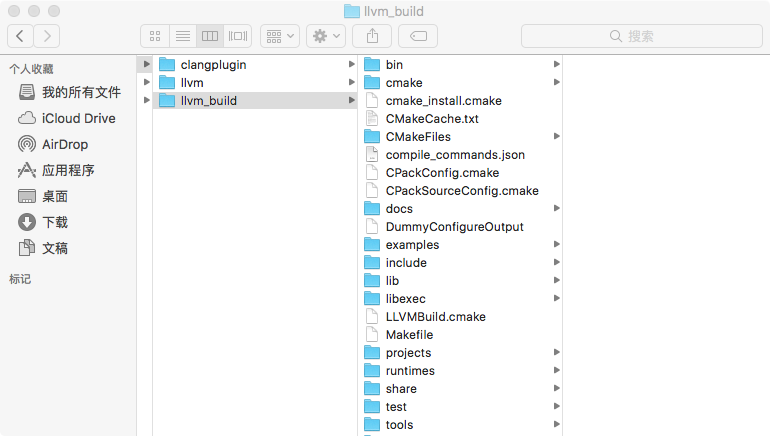 llvm_build
搜索
个人收藏
我的所有文件
iCloud Drive
AirDrop
应用程序
桌面
下载
文稿
标记
clangplugin
llvm
llvm_build
bin
cmake
cmake_install.cmake
CMakeCache.txt
CMakeFiles
compile_commands.json
CPackConfig.cmake
CPackSourceConfig.cmake
docs
DummyConfigureOutput
examples
include
lib
libexec
LLVMBuild.cmake
Makefile
projects
runtimes
share
test
tools